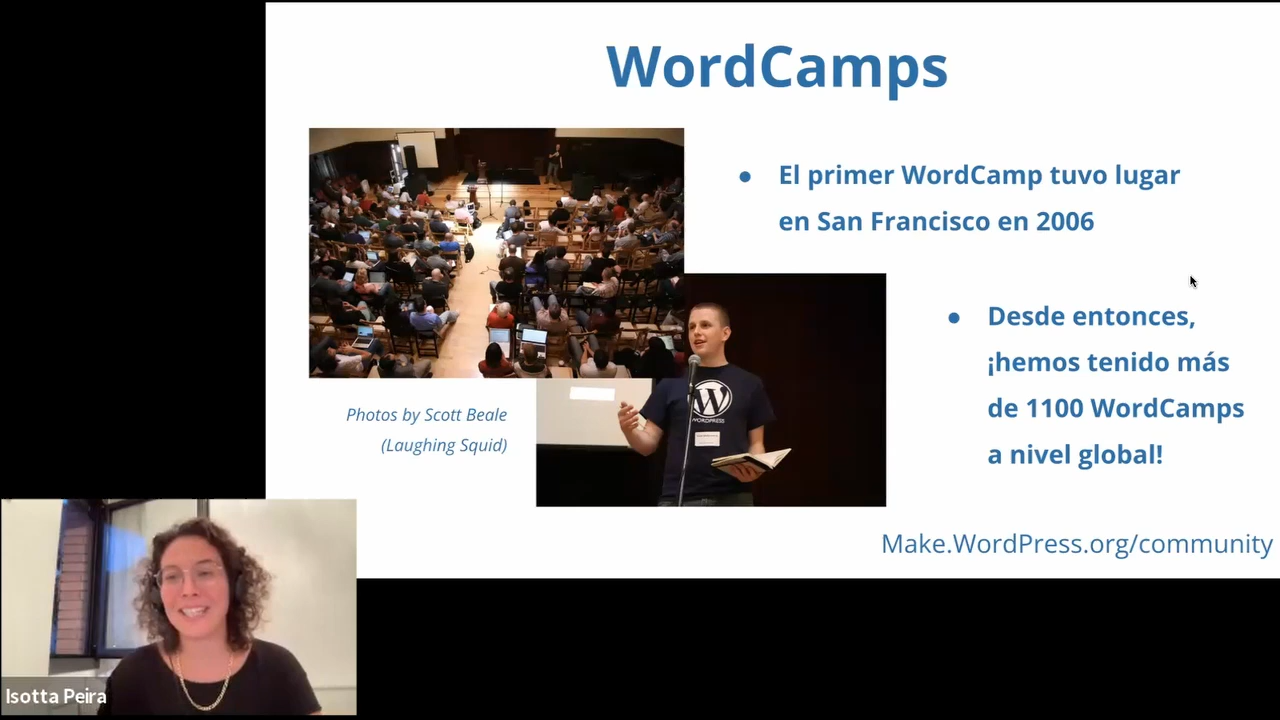 WordCamps
● El primer WordCamp tuvo lugar
en San Francisco en 2006
● Desde entonces,
¡hemos tenido más
de 1100 WordCamps
a nivel global!
Photos by Scott Beale
(Laughing Squid)
WORDPRESS
Make.WordPress.org/community
Isotta Peira